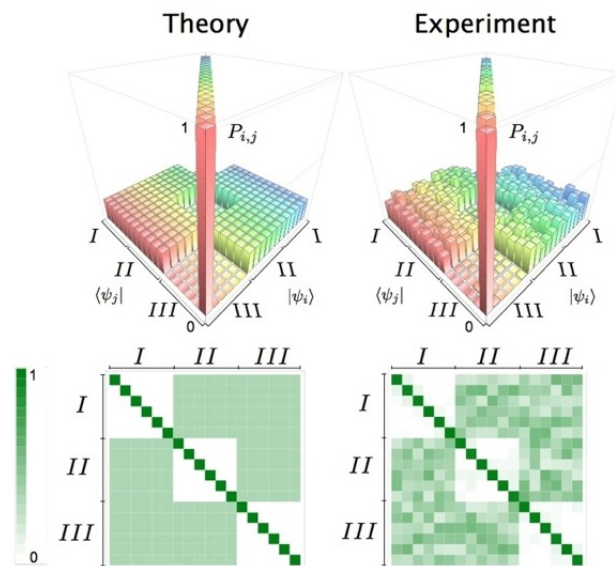 Theory Experiment
1 P_{i,j} 1 P_{i,j}
I I I I
II II II II
⟨ψ_j| III III |ψ_i⟩ ⟨ψ_j| III III |ψ_i⟩
0 0
I II III I II III
1
I I
II II
III III
0